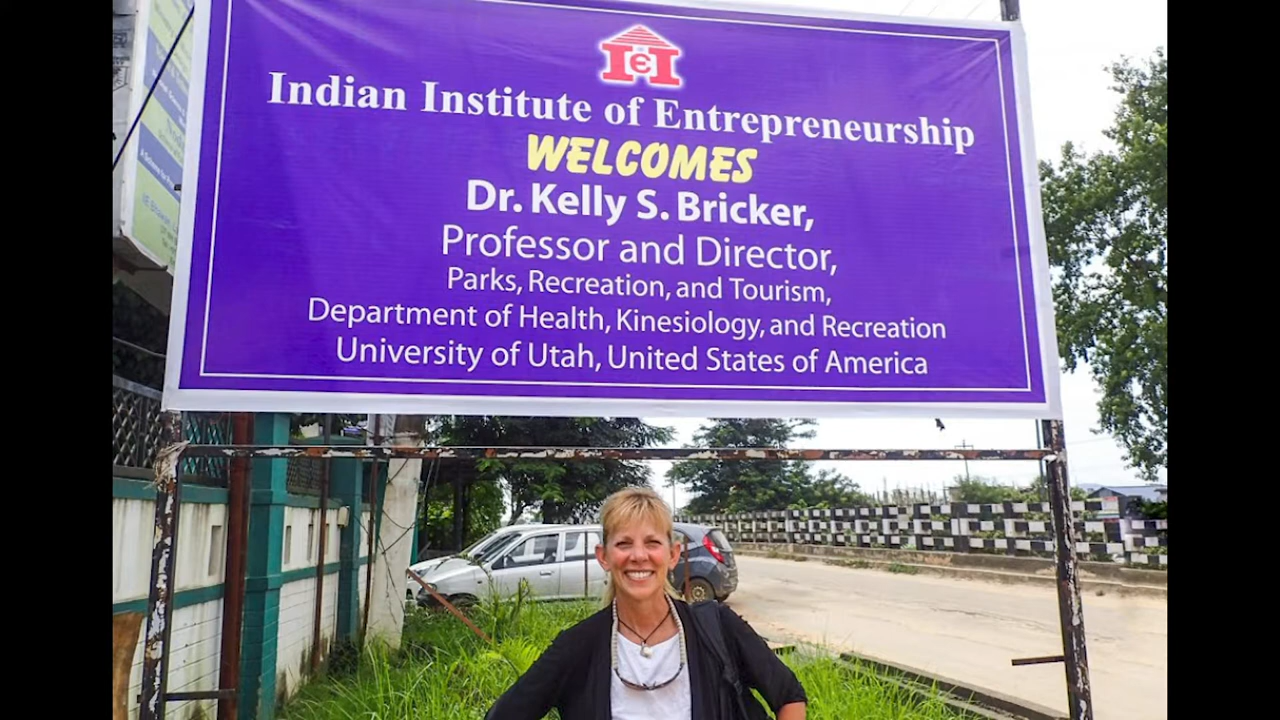 Indian Institute of Entrepreneurship
WELCOMES
Dr. Kelly S. Bricker,
Professor and Director,
Parks, Recreation, and Tourism,
Department of Health, Kinesiology, and Recreation
University of Utah, United States of America